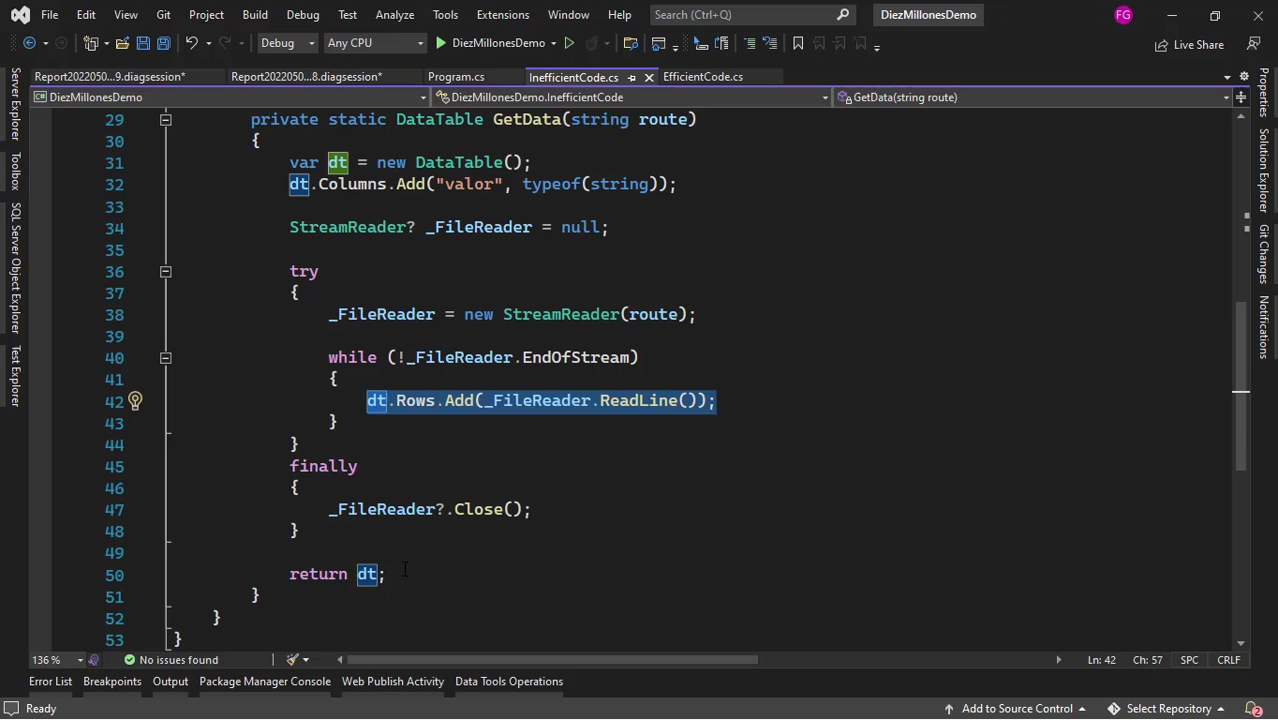 File Edit View Git Project Build Debug Test Analyze Tools Extensions Window Help Search (Ctrl+Q) DiezMillonesDemo FG
Debug Any CPU DiezMillonesDemo Live Share
Report2022050...9.diagsession* Report2022050...8.diagsession* Program.cs InefficientCode.cs EfficientCode.cs
DiezMillonesDemo DiezMillonesDemo.InefficientCode GetData(string route)
Server Explorer
Toolbox
SQL Server Object Explorer
Test Explorer
29 private static DataTable GetData(string route)
30 {
31 var dt = new DataTable();
32 dt.Columns.Add("valor", typeof(string));
33
34 StreamReader? _FileReader = null;
35
36 try
37 {
38 _FileReader = new StreamReader(route);
39
40 while (!_FileReader.EndOfStream)
41 {
42 dt.Rows.Add(_FileReader.ReadLine());
43 }
44 }
45 finally
46 {
47 _FileReader?.Close();
48 }
49
50 return dt;
51 }
52 }
53 }
Properties
Solution Explorer
Git Changes
Notifications
136 % No issues found Ln: 42 Ch: 57 SPC CRLF
Error List Breakpoints Output Package Manager Console Web Publish Activity Data Tools Operations
Ready Add to Source Control Select Repository 2